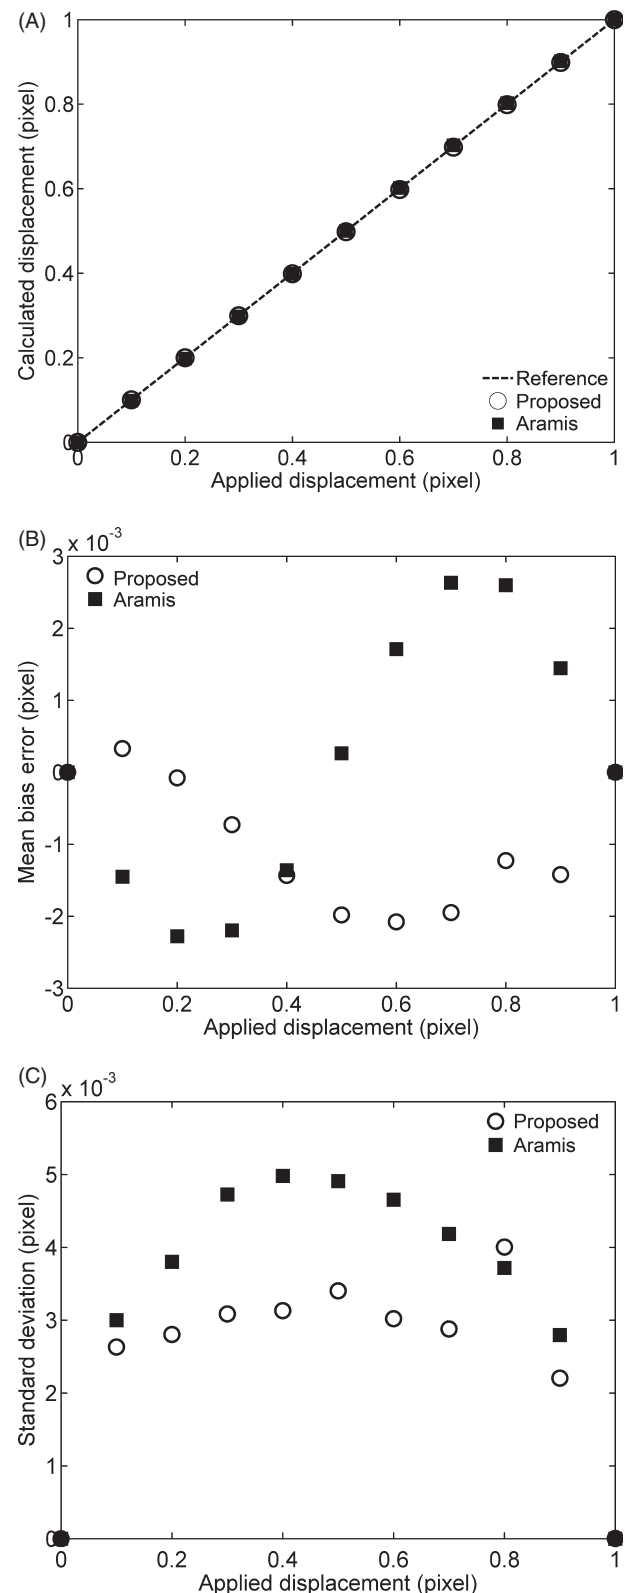 (A)
1
0.8
0.6
0.4
0.2
0
Calculated displacement (pixel)
Reference
Proposed
Aramis
0 0.2 0.4 0.6 0.8 1
Applied displacement (pixel)
(B)
3 x 10⁻³
2
1
0
-1
-2
-3
Mean bias error (pixel)
Proposed
Aramis
0 0.2 0.4 0.6 0.8 1
Applied displacement (pixel)
(C)
6 x 10⁻³
5
4
3
2
1
0
Standard deviation (pixel)
Proposed
Aramis
0 0.2 0.4 0.6 0.8 1
Applied displacement (pixel)